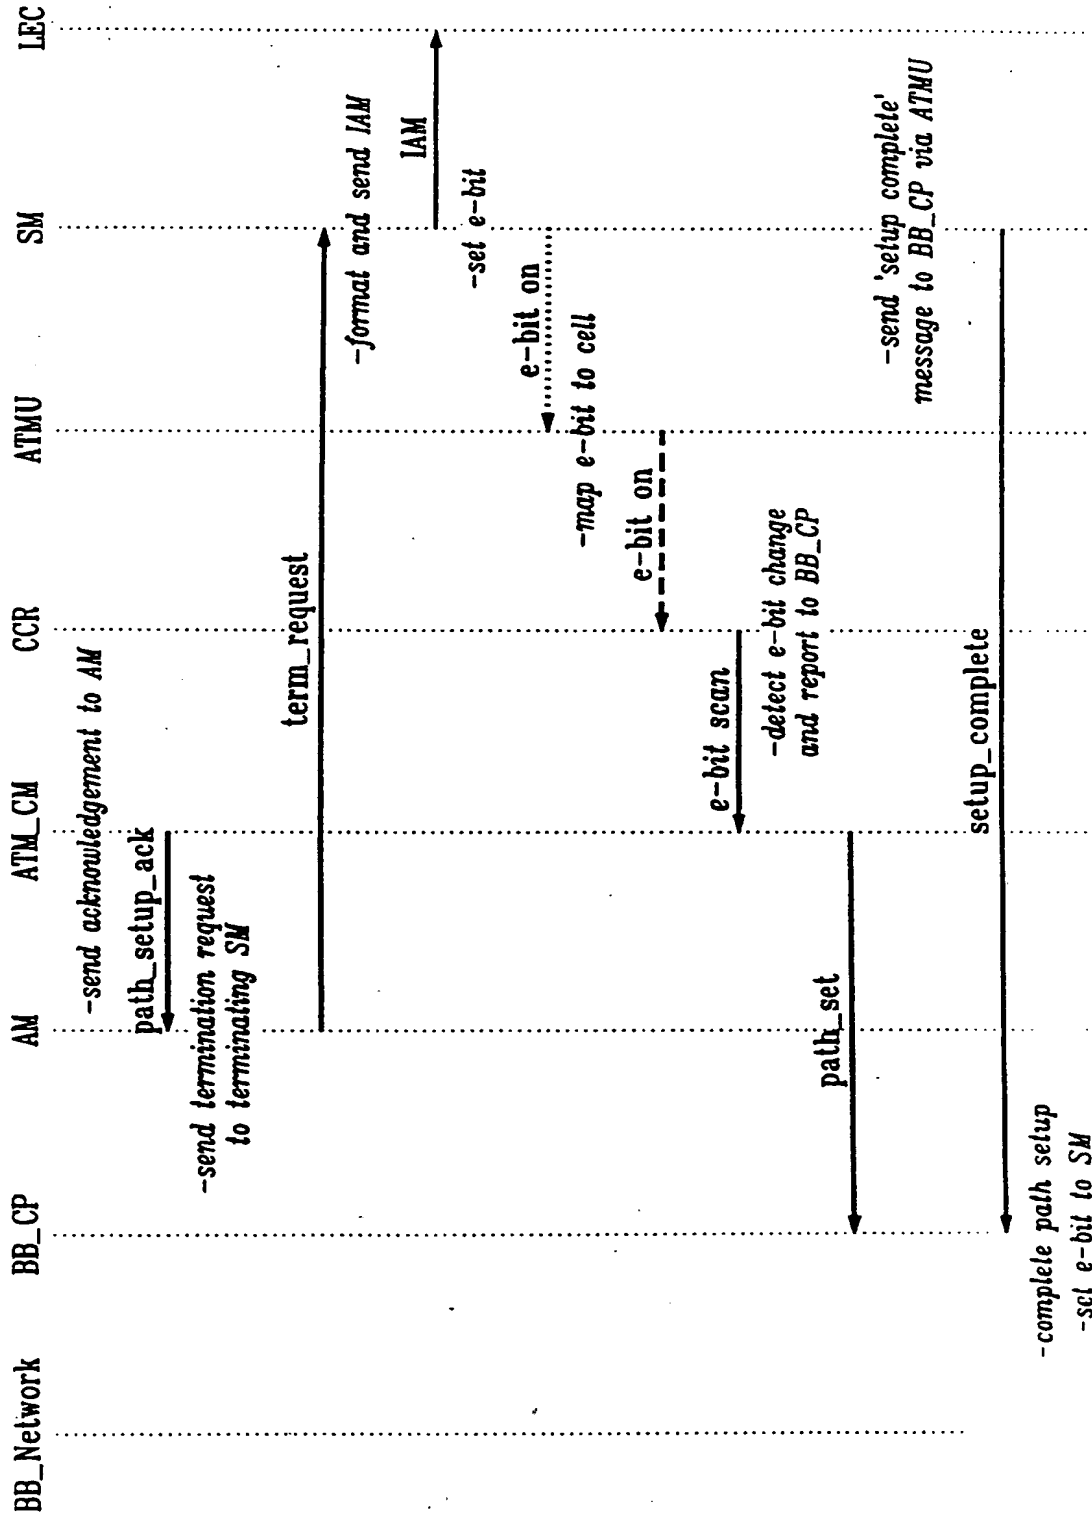 BB_Network
BB_CP
AM
ATM_CM
CCR
ATMU
SM
LEC
-send acknowledgement to AM
path_setup_ack
-send termination request
to terminating SM
term_request
-format and send IAM
IAM
-set e-bit
e-bit on
-map e-bit to cell
e-bit on
e-bit scan
-detect e-bit change
and report to BB_CP
path_set
-send 'setup complete'
message to BB_CP via ATMU
setup_complete
-complete path setup
-set e-bit to SM